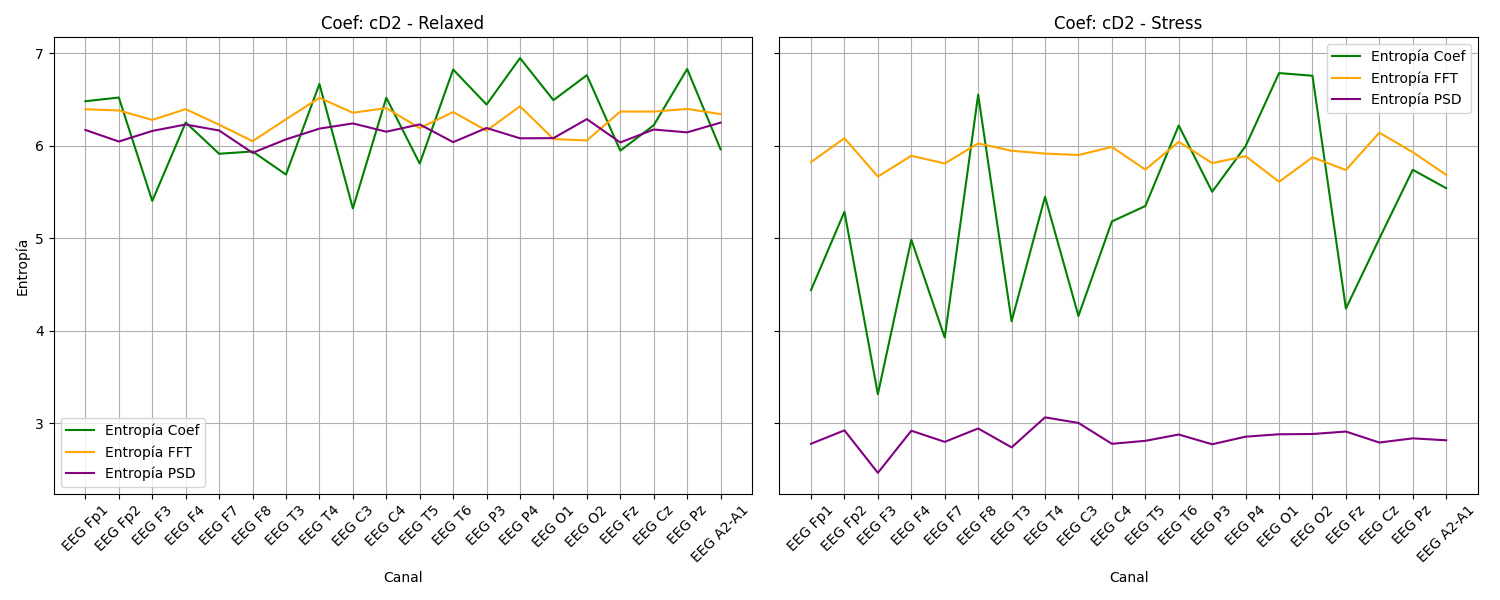 Coef: cD2 - Relaxed
Entropía
7
6
5
4
3
Entropía Coef
Entropía FFT
Entropía PSD
EEG Fp1
EEG Fp2
EEG F3
EEG F4
EEG F7
EEG F8
EEG T3
EEG T4
EEG C3
EEG C4
EEG T5
EEG T6
EEG P3
EEG P4
EEG O1
EEG O2
EEG Fz
EEG Cz
EEG Pz
EEG A2-A1
Canal
Coef: cD2 - Stress
Entropía Coef
Entropía FFT
Entropía PSD
EEG Fp1
EEG Fp2
EEG F3
EEG F4
EEG F7
EEG F8
EEG T3
EEG T4
EEG C3
EEG C4
EEG T5
EEG T6
EEG P3
EEG P4
EEG O1
EEG O2
EEG Fz
EEG Cz
EEG Pz
EEG A2-A1
Canal